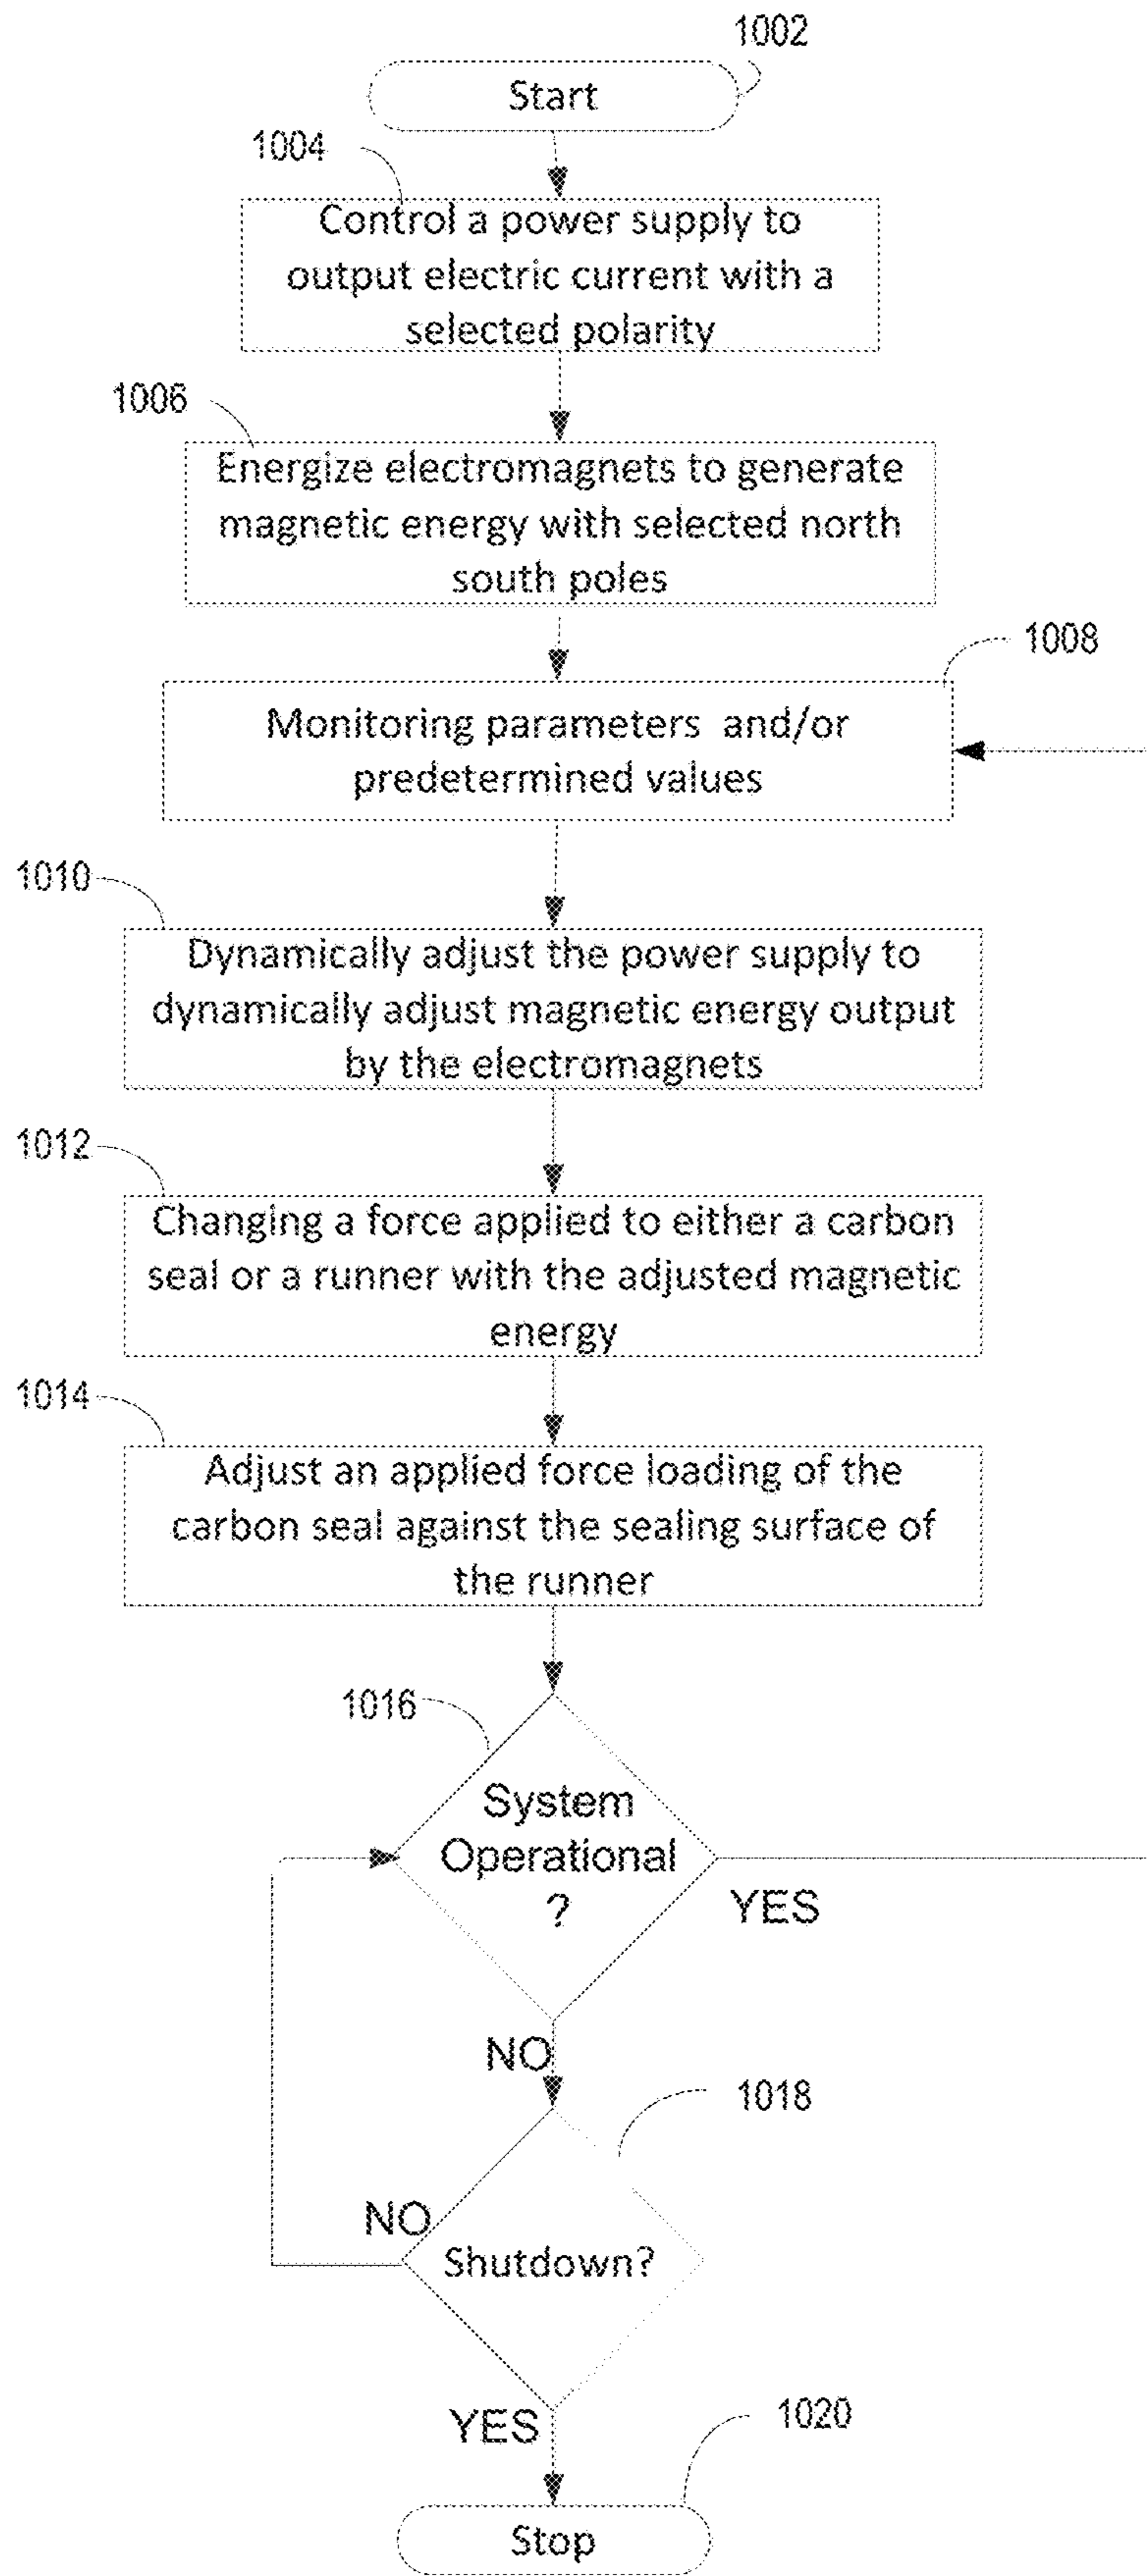 1002
Start
1004
Control a power supply to
output electric current with a
selected polarity
1006
Energize electromagnets to generate
magnetic energy with selected north
south poles
1008
Monitoring parameters and/or
predetermined values
1010
Dynamically adjust the power supply to
dynamically adjust magnetic energy output
by the electromagnets
1012
Changing a force applied to either a carbon
seal or a runner with the adjusted magnetic
energy
1014
Adjust an applied force loading of the
carbon seal against the sealing surface of
the runner
1016
System
Operational
?
YES
NO
1018
NO
Shutdown?
YES
1020
Stop